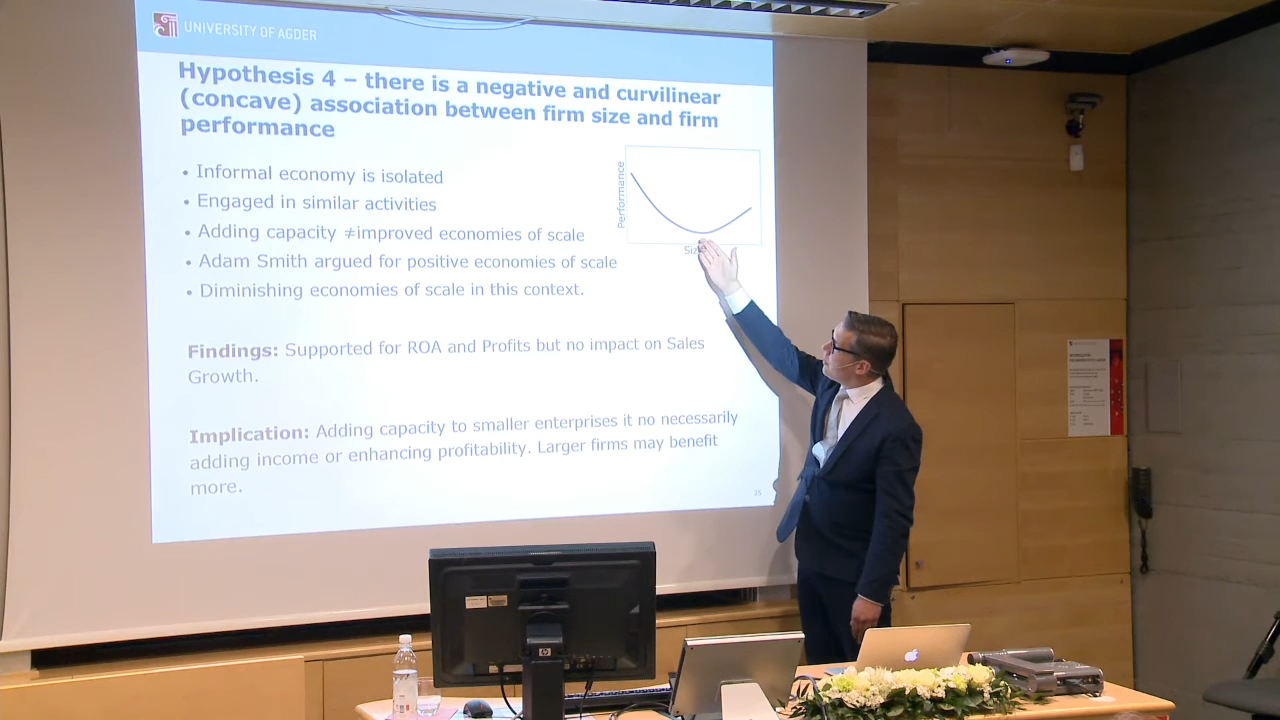 UNIVERSITY OF AGDER
Hypothesis 4 – there is a negative and curvilinear
(concave) association between firm size and firm
performance
• Informal economy is isolated
• Engaged in similar activities
• Adding capacity ≠improved economies of scale
• Adam Smith argued for positive economies of scale
• Diminishing economies of scale in this context.
Performance
Findings: Supported for ROA and Profits but no impact on Sales
Growth.
Implication: Adding capacity to smaller enterprises it no necessarily
adding income or enhancing profitability. Larger firms may benefit
more.
25
hp